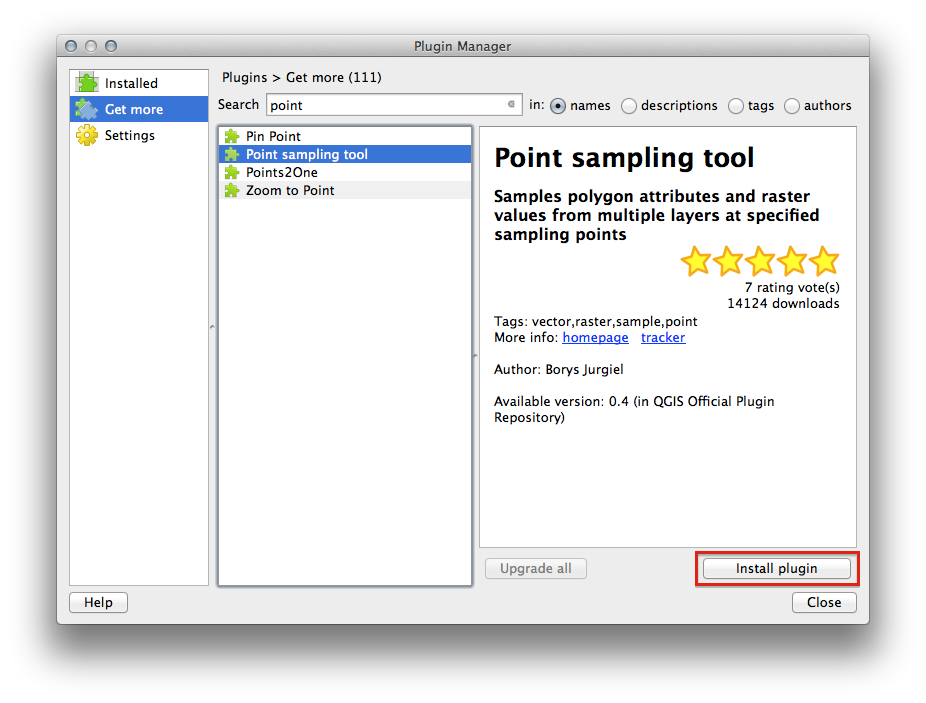 Plugin Manager
Installed
Get more
Settings
Plugins > Get more (111)
Search point in: names descriptions tags authors
Pin Point
Point sampling tool
Points2One
Zoom to Point
Point sampling tool
Samples polygon attributes and raster
values from multiple layers at specified
sampling points
7 rating vote(s)
14124 downloads
Tags: vector,raster,sample,point
More info: homepage tracker
Author: Borys Jurgiel
Available version: 0.4 (in QGIS Official Plugin
Repository)
Upgrade all
Install plugin
Help
Close